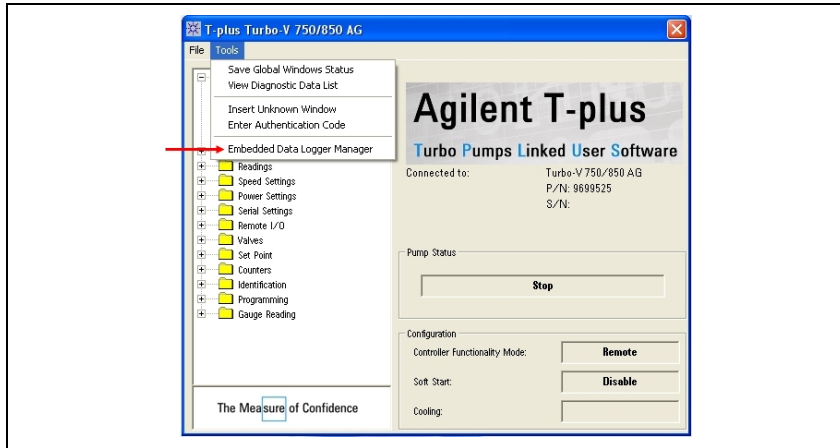 T-plus Turbo-V 750/850 AG
File Tools
Save Global Windows Status
View Diagnostic Data List
Insert Unknown Window
Enter Authentication Code
Embedded Data Logger Manager
Readings
Speed Settings
Power Settings
Serial Settings
Remote I/O
Valves
Set Point
Counters
Identification
Programming
Gauge Reading
The Measure of Confidence
Agilent T-plus
Turbo Pumps Linked User Software
Connected to: Turbo-V 750/850 AG
P/N: 9699525
S/N:
Pump Status
Stop
Configuration
Controller Functionality Mode: Remote
Soft Start: Disable
Cooling: